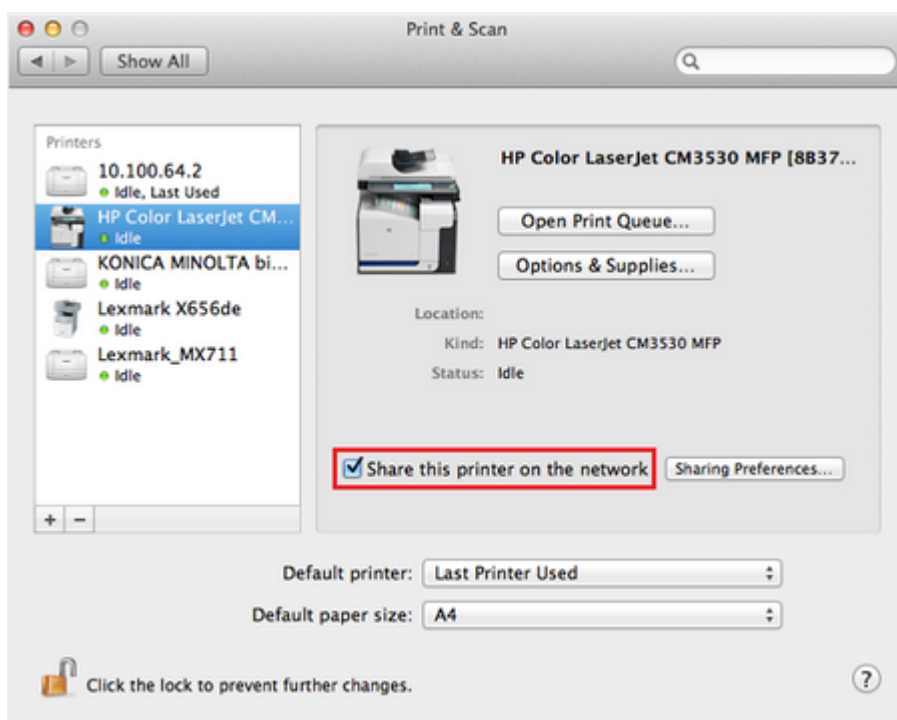 Print & Scan
Show All
Printers
10.100.64.2
Idle, Last Used
HP Color LaserJet CM...
Idle
KONICA MINOLTA bi...
Idle
Lexmark X656de
Idle
Lexmark_MX711
Idle
+ −
HP Color LaserJet CM3530 MFP [8B37...
Open Print Queue...
Options & Supplies...
Location:
Kind: HP Color LaserJet CM3530 MFP
Status: Idle
Share this printer on the network
Sharing Preferences...
Default printer: Last Printer Used
Default paper size: A4
Click the lock to prevent further changes.
?